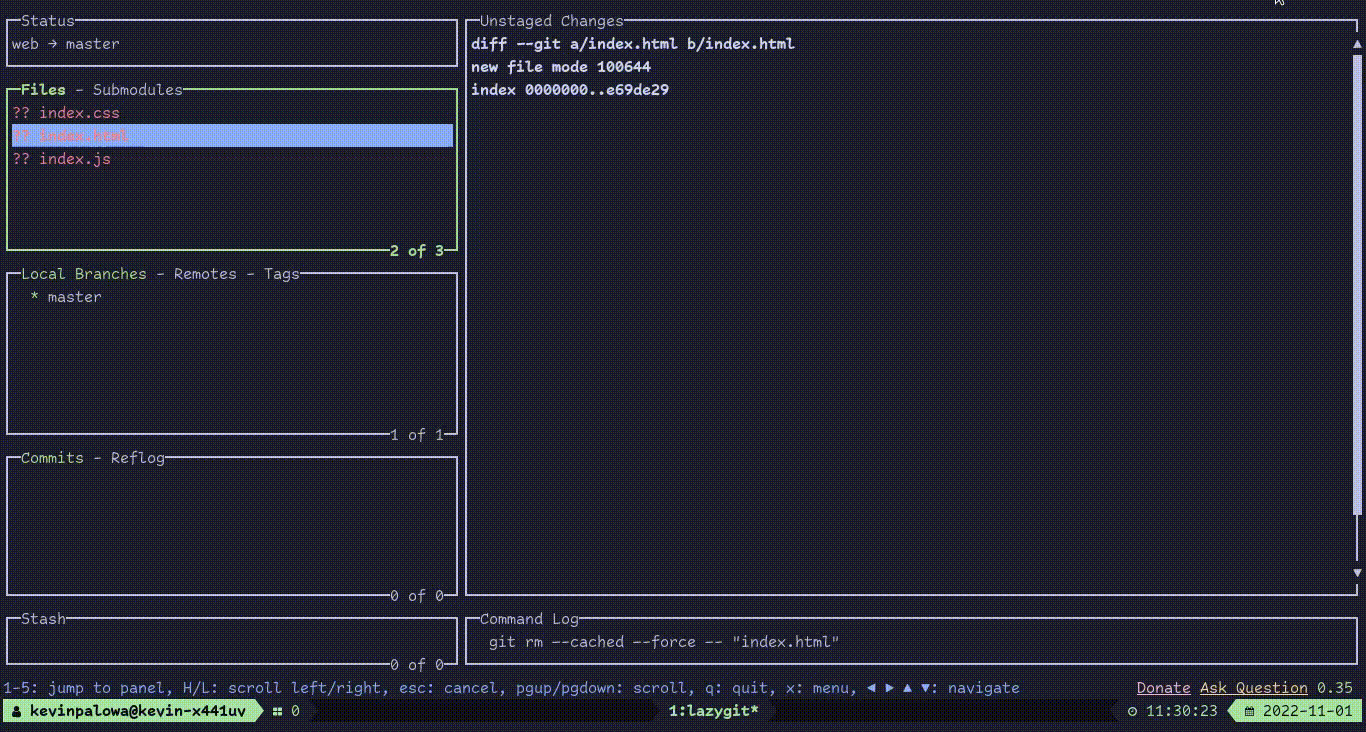 Status
web → master
Files - Submodules
?? index.css
?? index.html
?? index.js
2 of 3
Local Branches - Remotes - Tags
* master
1 of 1
Commits - Reflog
0 of 0
Stash
0 of 0
Unstaged Changes
diff --git a/index.html b/index.html
new file mode 100644
index 0000000..e69de29
Command Log
git rm --cached --force -- "index.html"
1-5: jump to panel, H/L: scroll left/right, esc: cancel, pgup/pgdown: scroll, q: quit, x: menu, ◄ ► ▲ ▼: navigate Donate Ask Question 0.35
kevinpalowa@kevin-x441uv 0 1:lazygit* 11:30:23 2022-11-01